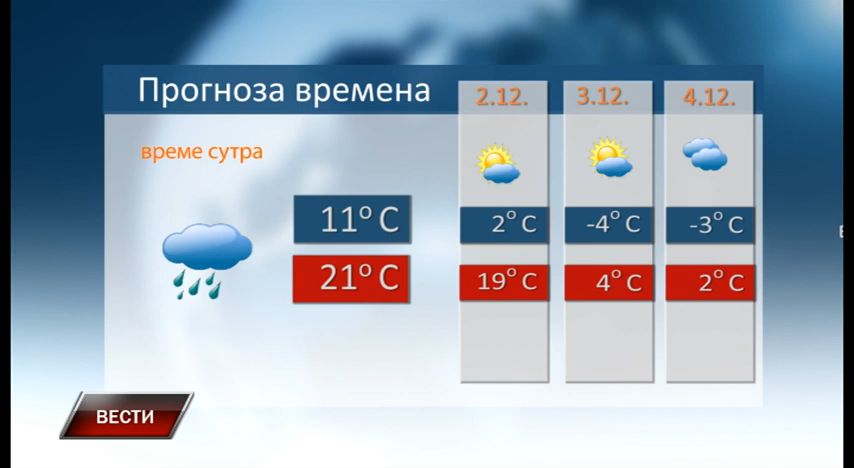 Прогноза времена
време сутра
11° C
21° C
2.12.
2° C
19° C
3.12.
-4° C
4° C
4.12.
-3° C
2° C
ВЕСТИ